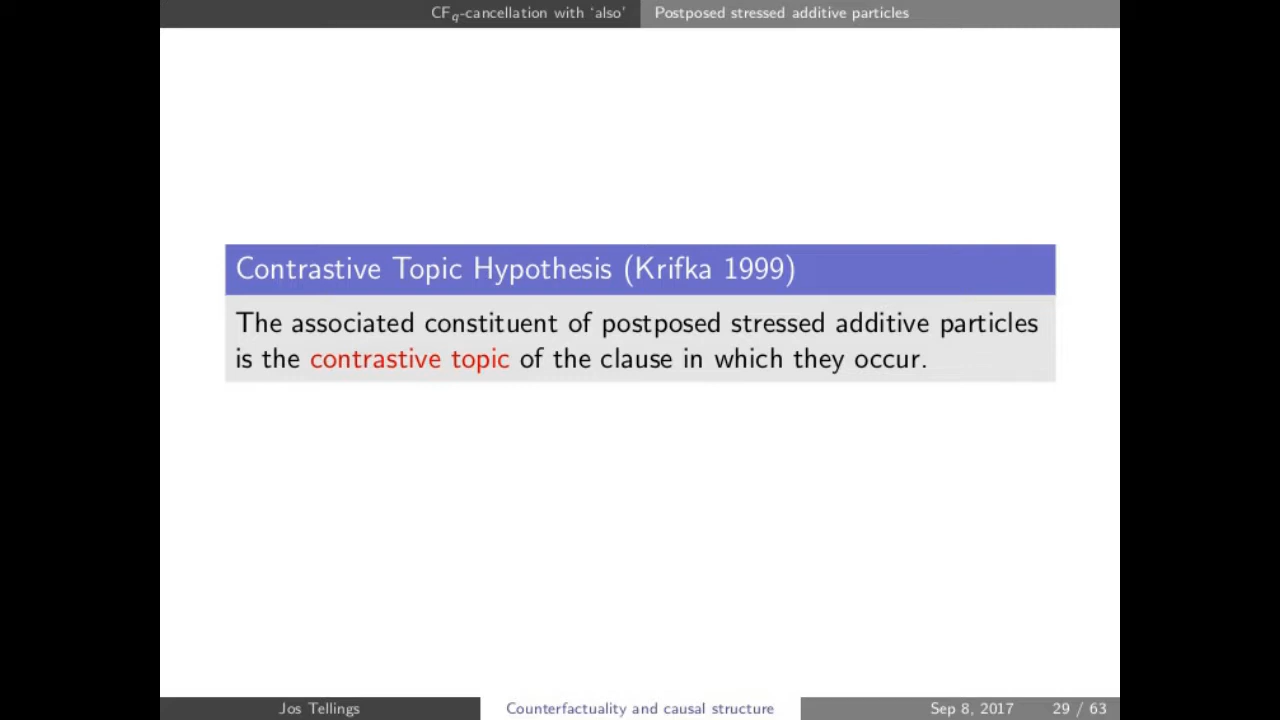 CFq-cancellation with ‘also’ Postposed stressed additive particles
Contrastive Topic Hypothesis (Krifka 1999)
The associated constituent of postposed stressed additive particles
is the contrastive topic of the clause in which they occur.
Jos Tellings Counterfactuality and causal structure Sep 8, 2017 29 / 63